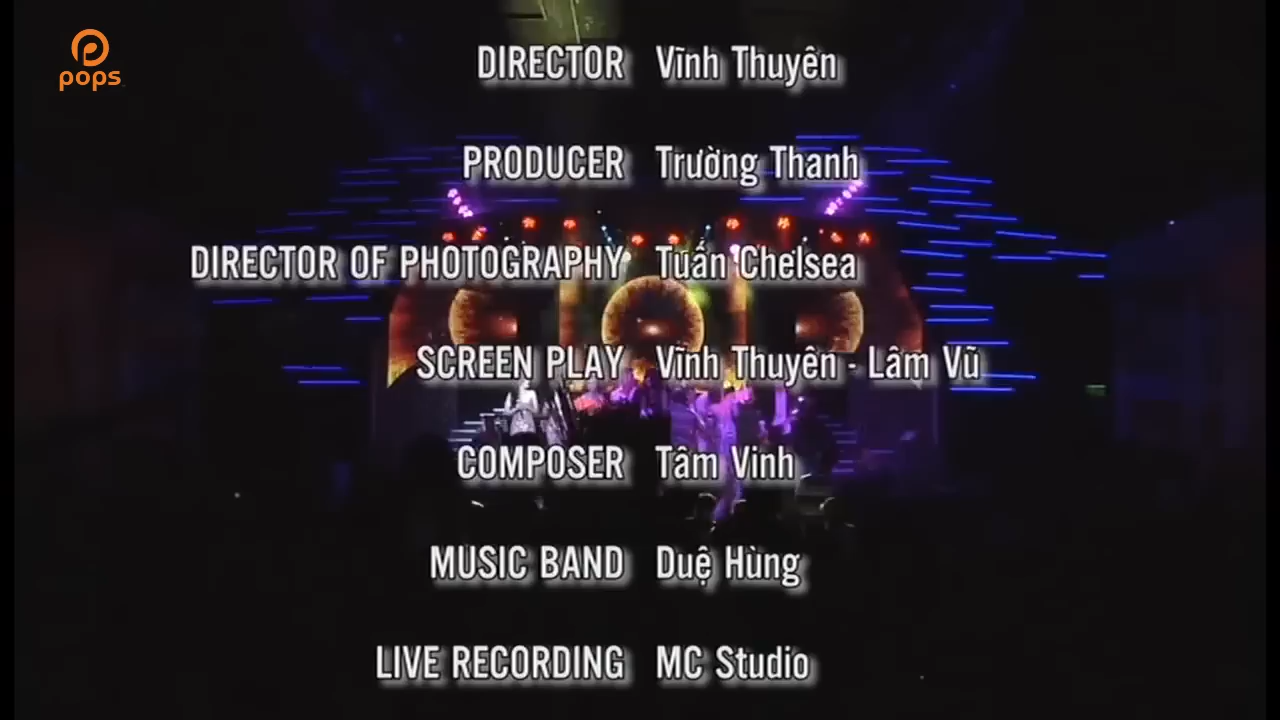 pops
DIRECTOR Vĩnh Thuyên
PRODUCER Trường Thanh
DIRECTOR OF PHOTOGRAPHY Tuấn Chelsea
SCREEN PLAY Vĩnh Thuyên - Lâm Vũ
COMPOSER Tâm Vinh
MUSIC BAND Duệ Hùng
LIVE RECORDING MC Studio